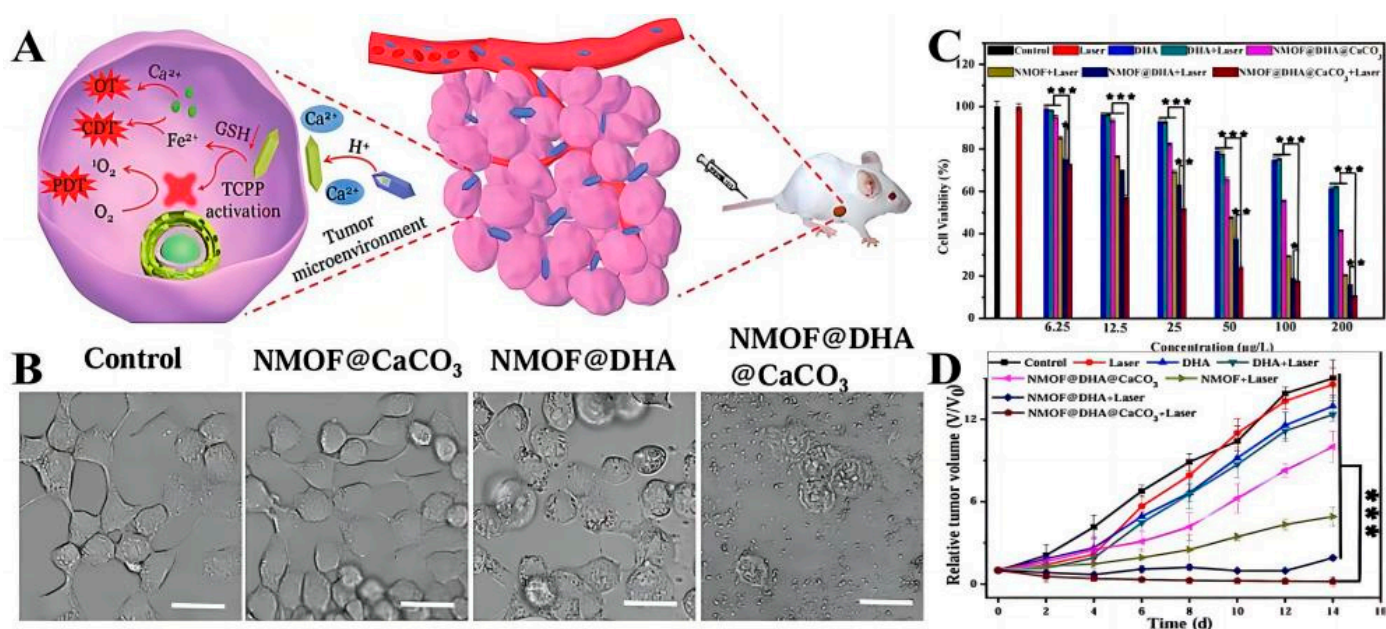 A
OT
Ca²⁺
CDT
Fe²⁺
GSH
¹O₂
PDT
O₂
TCPP
activation
Ca²⁺
H⁺
Ca²⁺
Tumor
microenvironment
B
Control
NMOF@CaCO₃
NMOF@DHA
NMOF@DHA
@CaCO₃
C
Control Laser DHA DHA+Laser NMOF@DHA@CaCO₃
NMOF+Laser NMOF@DHA+Laser NMOF@DHA@CaCO₃+Laser
Cell Viability (%)
120
100
80
60
40
20
0
*** *** *** *** *** ***
* ** ** * **
6.25 12.5 25 50 100 200
Concentration (µg/L)
D
Control Laser DHA DHA+Laser
NMOF@DHA@CaCO₃ NMOF+Laser
NMOF@DHA+Laser
NMOF@DHA@CaCO₃+Laser
Relative tumor volume (V/V₀)
12
6
0
***
0 2 4 6 8 10 12 14
Time (d)